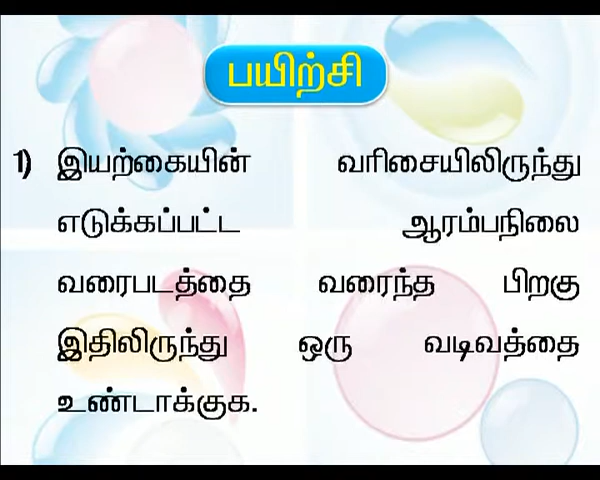 பயிற்சி
1) இயற்கையின் வரிசையிலிருந்து
எடுக்கப்பட்ட ஆரம்பநிலை
வரைபடத்தை வரைந்த பிறகு
இதிலிருந்து ஒரு வடிவத்தை
உண்டாக்குக.